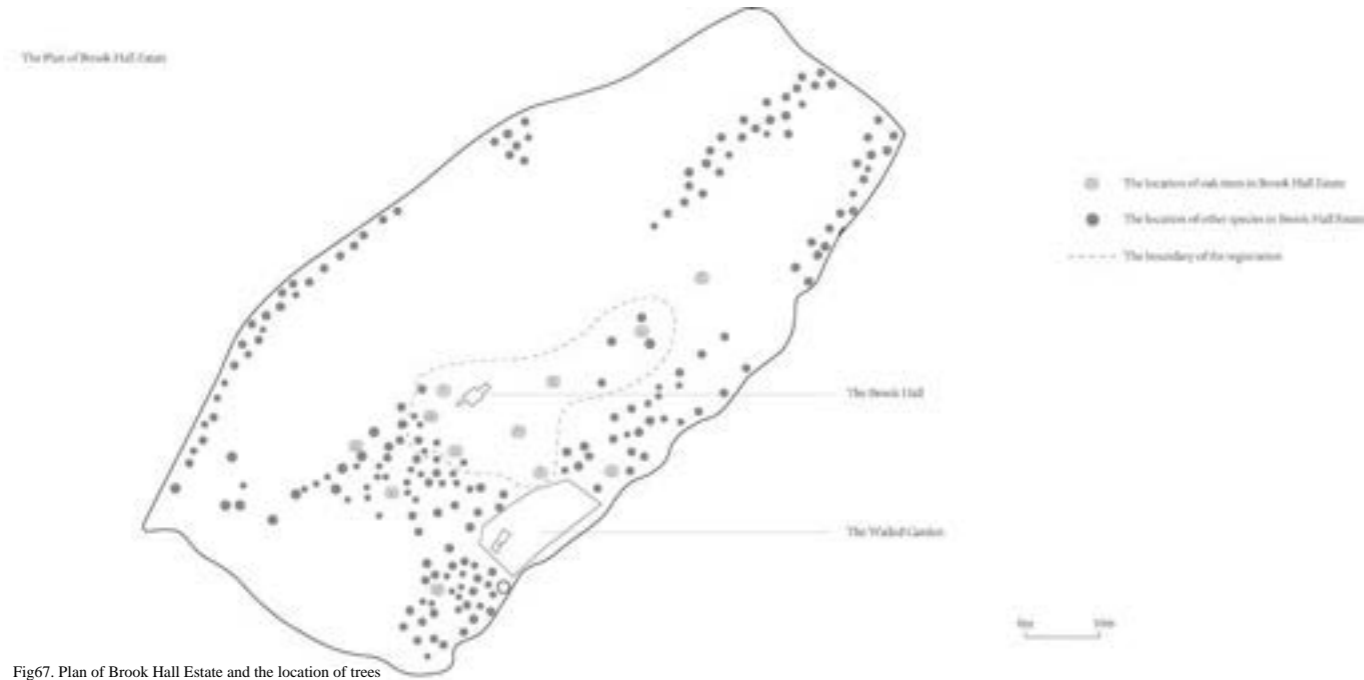 The Plan of Brook Hall Estate
The location of oak trees in Brook Hall Estate
The location of other species in Brook Hall Estate
The boundary of the registration
The Brook Hall
The Walled Garden
Fig67. Plan of Brook Hall Estate and the location of trees